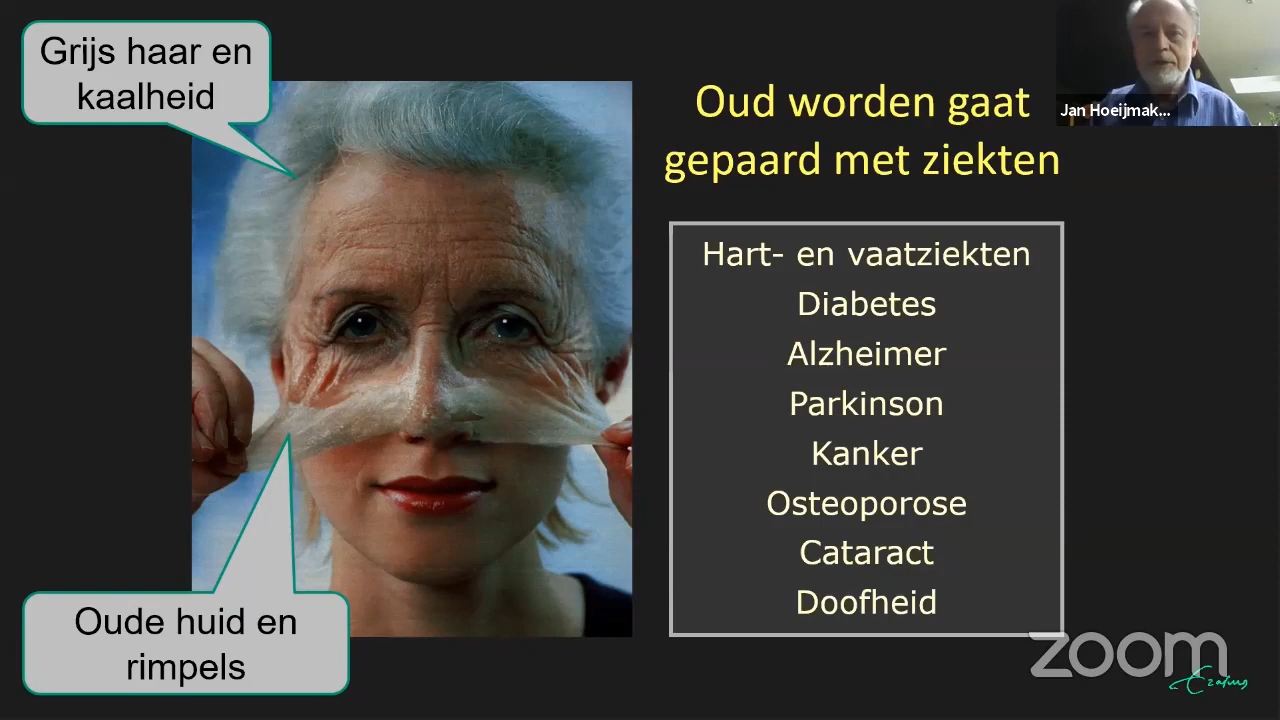 Grijs haar en
kaalheid
Oud worden gaat
gepaard met ziekten
Jan Hoeijmak...
Hart- en vaatziekten
Diabetes
Alzheimer
Parkinson
Kanker
Osteoporose
Cataract
Doofheid
Oude huid en
rimpels
zoom
Erasmus